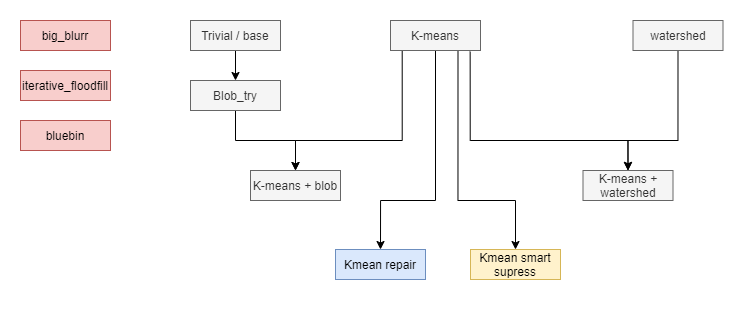 big_blurr
Trivial / base
K-means
watershed
iterative_floodfill
Blob_try
bluebin
K-means + blob
K-means +
watershed
Kmean repair
Kmean smart
supress